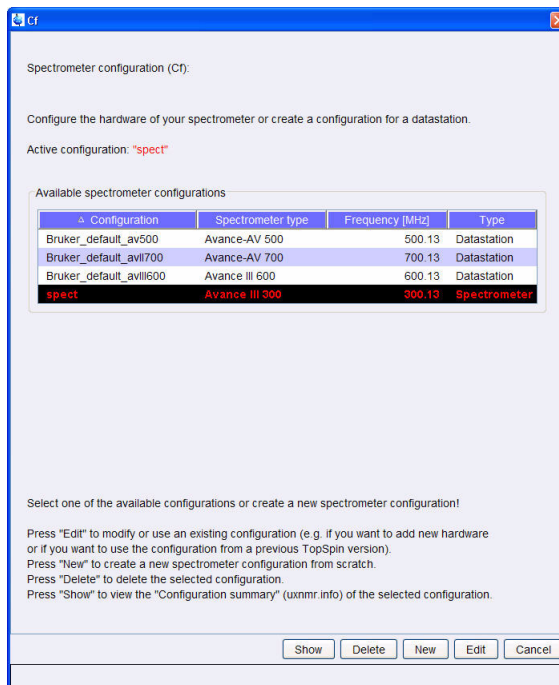 Cf
Spectrometer configuration (Cf):
Configure the hardware of your spectrometer or create a configuration for a datastation.
Active configuration: "spect"
Available spectrometer configurations
Configuration Spectrometer type Frequency [MHz] Type
Bruker_default_av500 Avance-AV 500 500.13 Datastation
Bruker_default_avII700 Avance-AV 700 700.13 Datastation
Bruker_default_avIII600 Avance III 600 600.13 Datastation
spect Avance III 300 300.13 Spectrometer
Select one of the available configurations or create a new spectrometer configuration!
Press "Edit" to modify or use an existing configuration (e.g. if you want to add new hardware
or if you want to use the configuration from a previous TopSpin version).
Press "New" to create a new spectrometer configuration from scratch.
Press "Delete" to delete the selected configuration.
Press "Show" to view the "Configuration summary" (uxnmr.info) of the selected configuration.
Show Delete New Edit Cancel